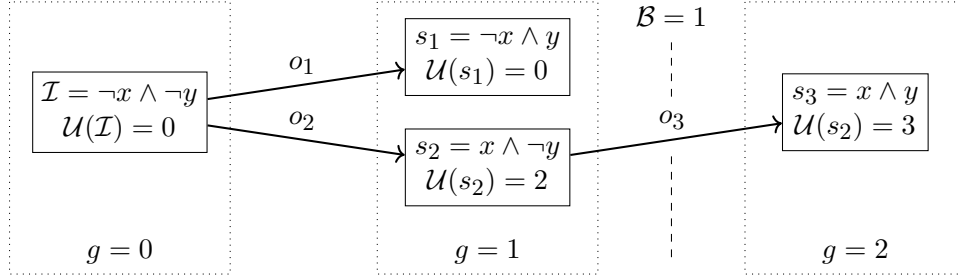 𝓑 = 1
𝓘 = ¬x ∧ ¬y
𝓤(𝓘) = 0
o₁
o₂
g = 0
s₁ = ¬x ∧ y
𝓤(s₁) = 0
s₂ = x ∧ ¬y
𝓤(s₂) = 2
g = 1
o₃
s₃ = x ∧ y
𝓤(s₂) = 3
g = 2